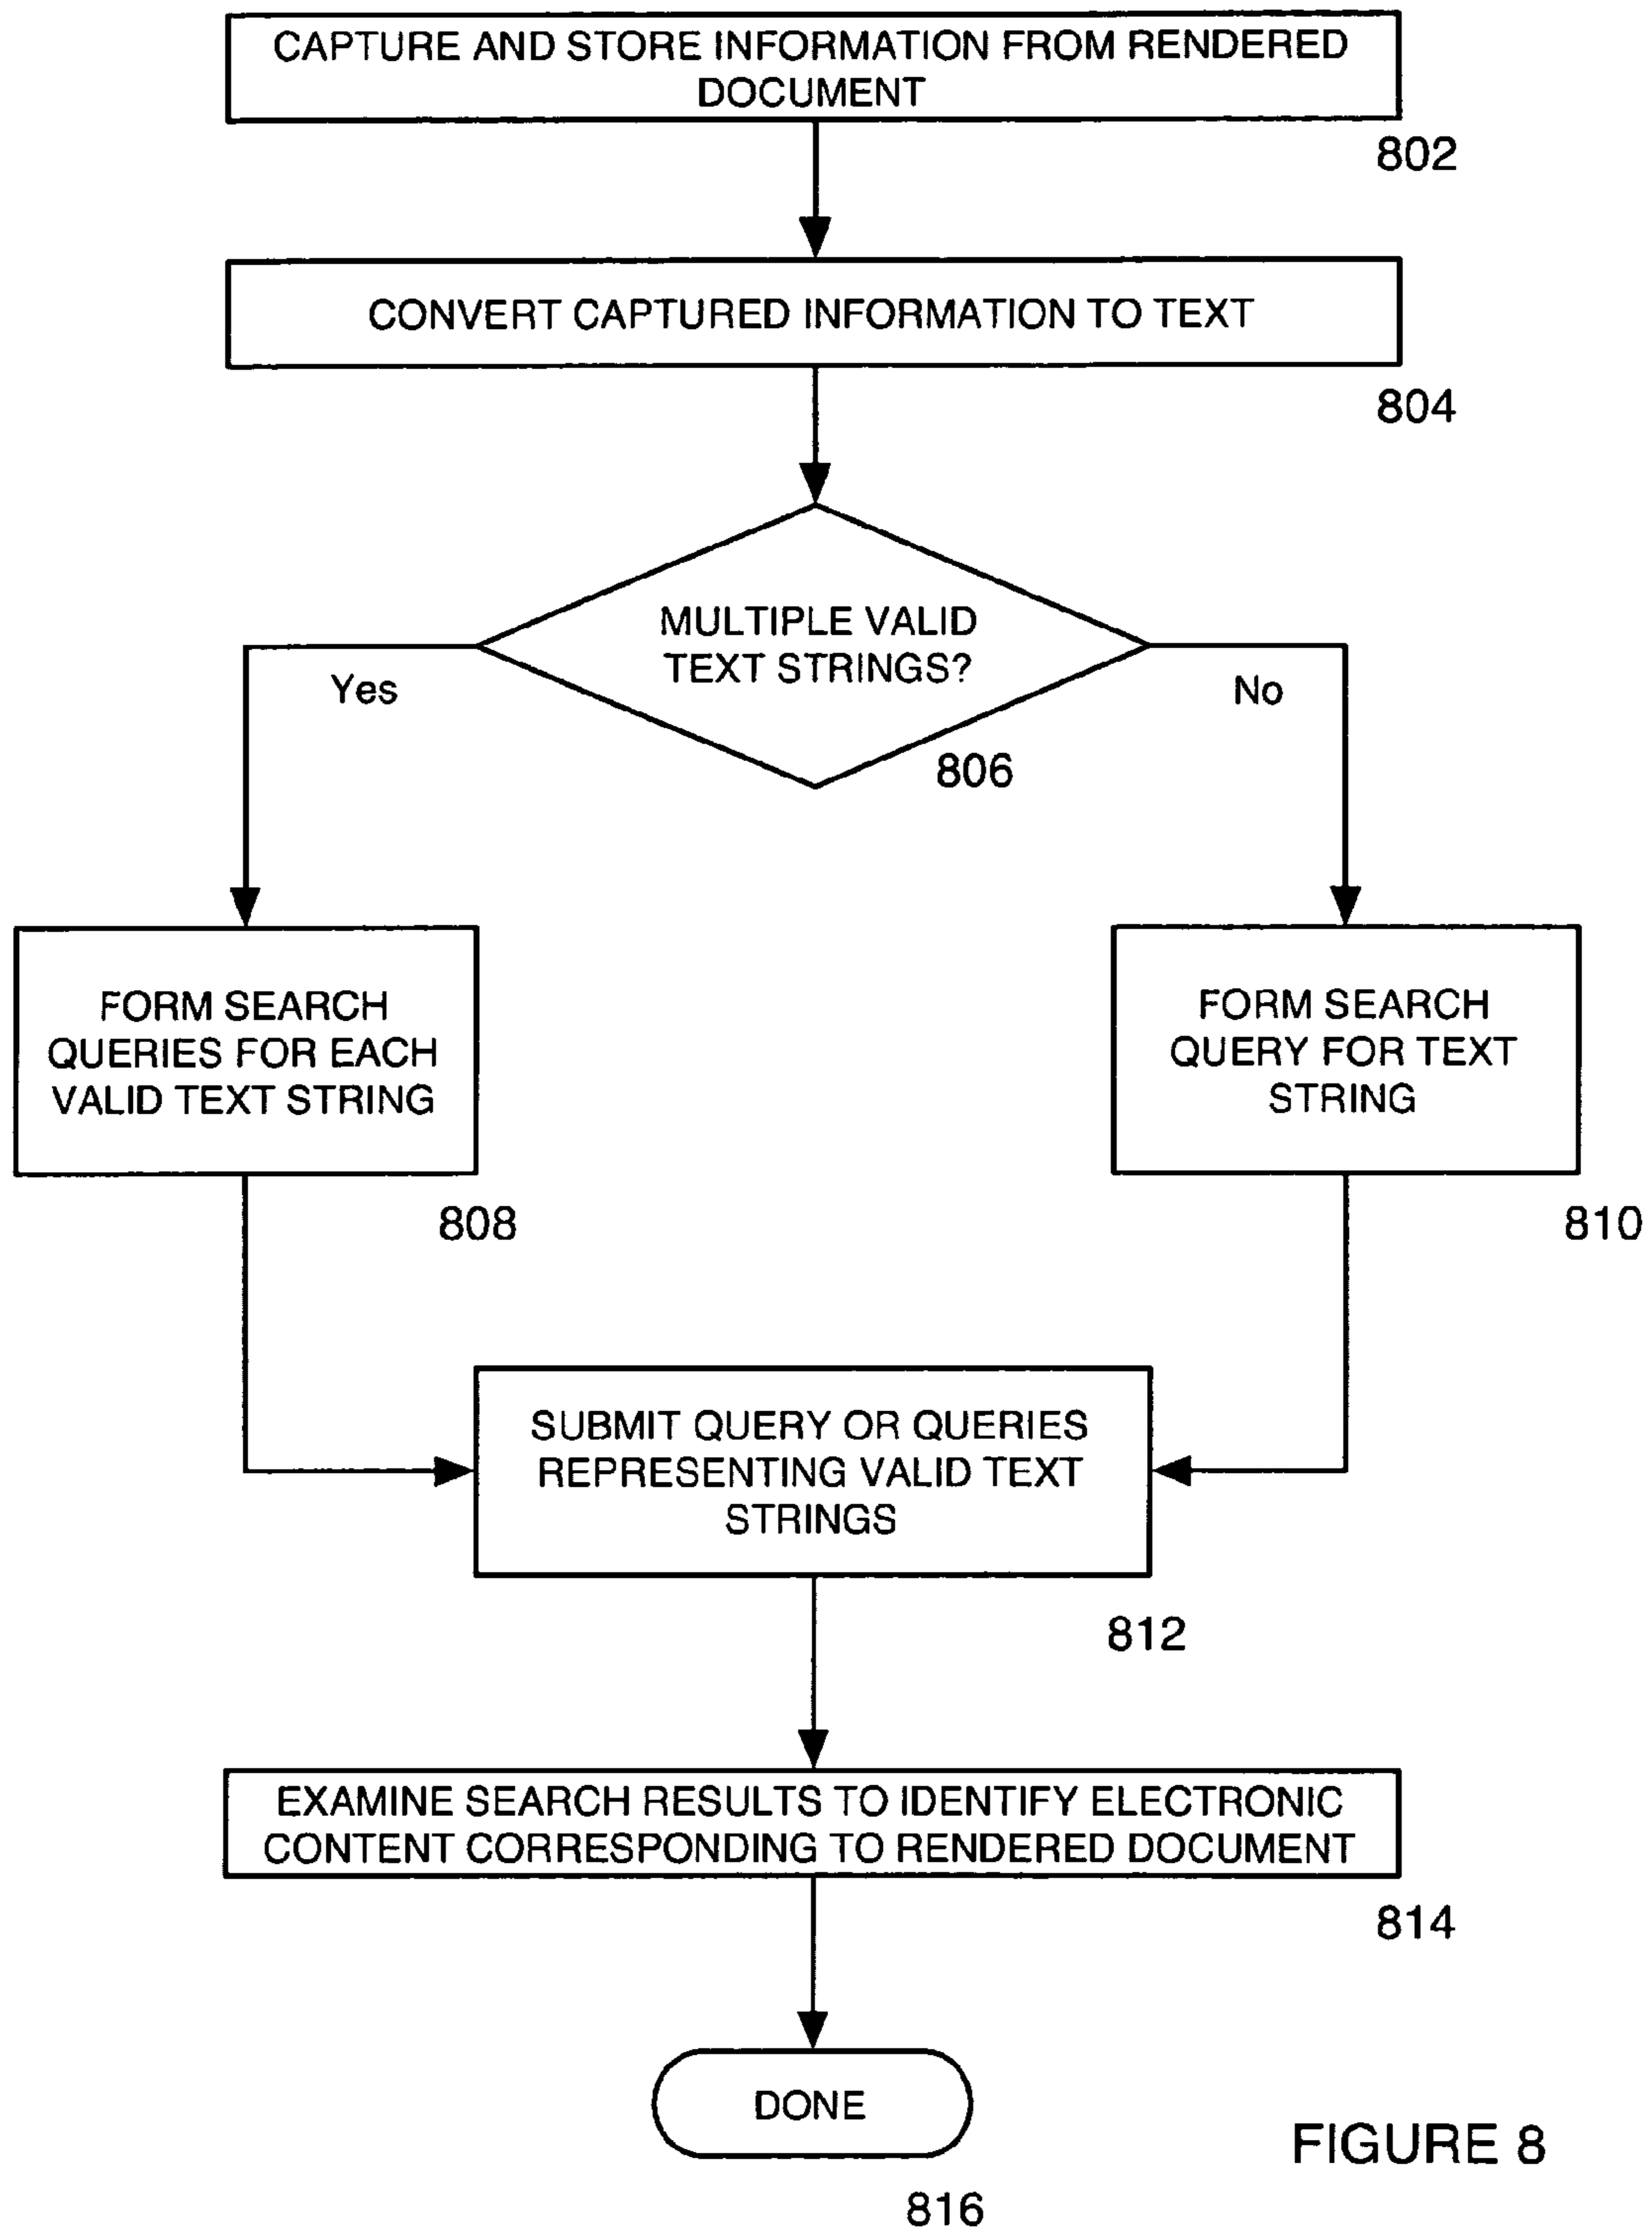 CAPTURE AND STORE INFORMATION FROM RENDERED
DOCUMENT
802
CONVERT CAPTURED INFORMATION TO TEXT
804
MULTIPLE VALID
TEXT STRINGS?
Yes
No
806
FORM SEARCH
QUERIES FOR EACH
VALID TEXT STRING
808
FORM SEARCH
QUERY FOR TEXT
STRING
810
SUBMIT QUERY OR QUERIES
REPRESENTING VALID TEXT
STRINGS
812
EXAMINE SEARCH RESULTS TO IDENTIFY ELECTRONIC
CONTENT CORRESPONDING TO RENDERED DOCUMENT
814
DONE
816
FIGURE 8